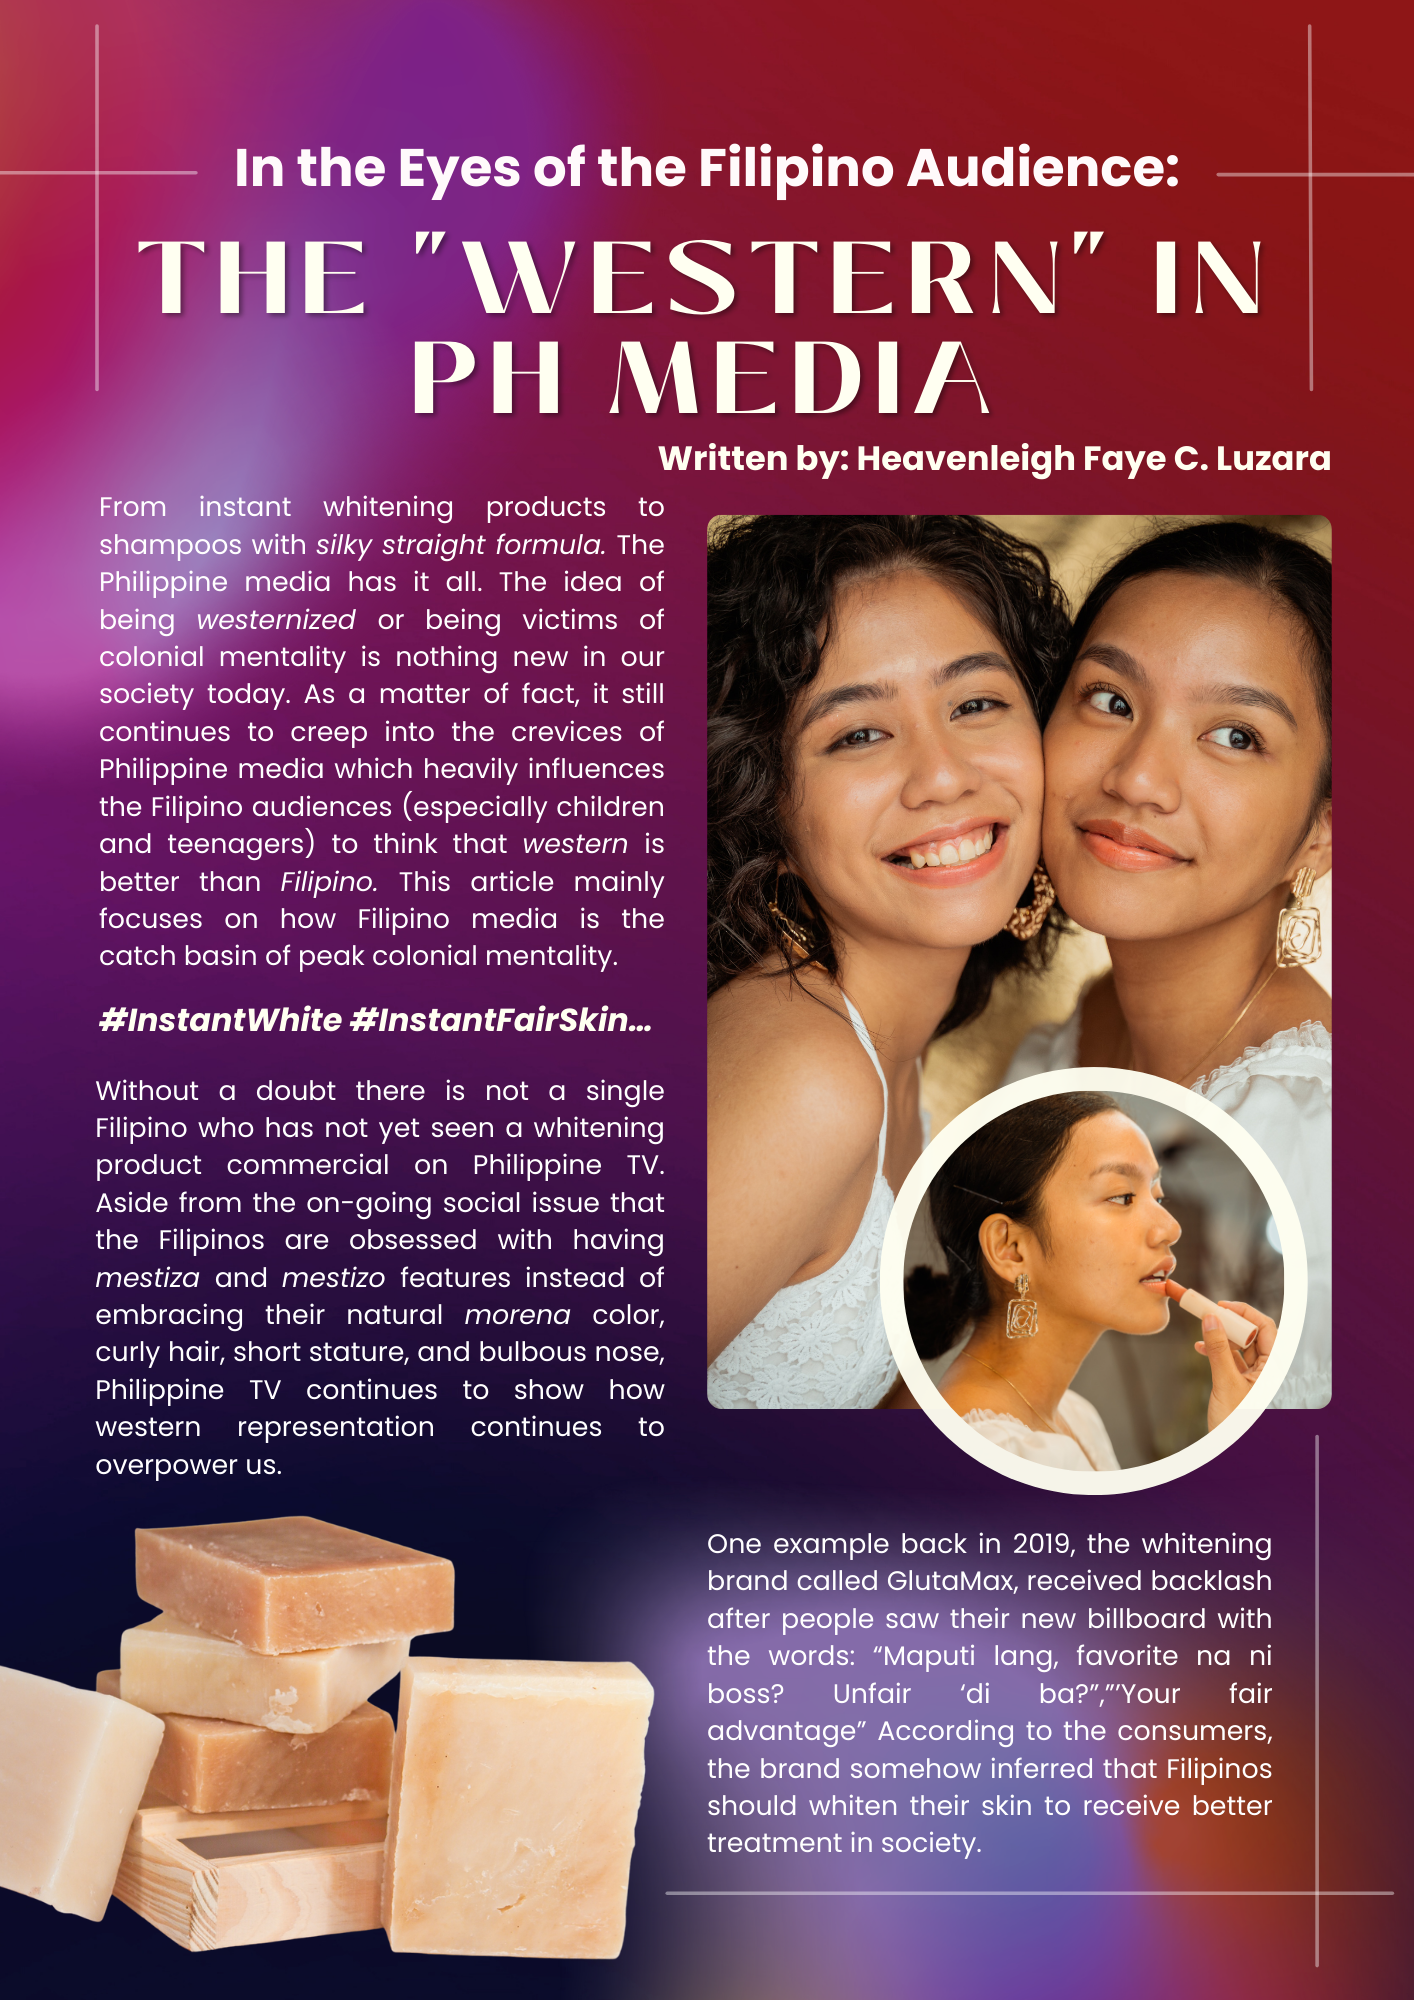 In the Eyes of the Filipino Audience:
THE "WESTERN" IN
PH MEDIA
Written by: Heavenleigh Faye C. Luzara
From instant whitening products to
shampoos with silky straight formula. The
Philippine media has it all. The idea of
being westernized or being victims of
colonial mentality is nothing new in our
society today. As a matter of fact, it still
continues to creep into the crevices of
Philippine media which heavily influences
the Filipino audiences (especially children
and teenagers) to think that western is
better than Filipino. This article mainly
focuses on how Filipino media is the
catch basin of peak colonial mentality.
#InstantWhite #InstantFairSkin...
Without a doubt there is not a single
Filipino who has not yet seen a whitening
product commercial on Philippine TV.
Aside from the on-going social issue that
the Filipinos are obsessed with having
mestiza and mestizo features instead of
embracing their natural morena color,
curly hair, short stature, and bulbous nose,
Philippine TV continues to show how
western representation continues to
overpower us.
One example back in 2019, the whitening
brand called GlutaMax, received backlash
after people saw their new billboard with
the words: “Maputi lang, favorite na ni
boss? Unfair ‘di ba?”,”’Your fair
advantage” According to the consumers,
the brand somehow inferred that Filipinos
should whiten their skin to receive better
treatment in society.